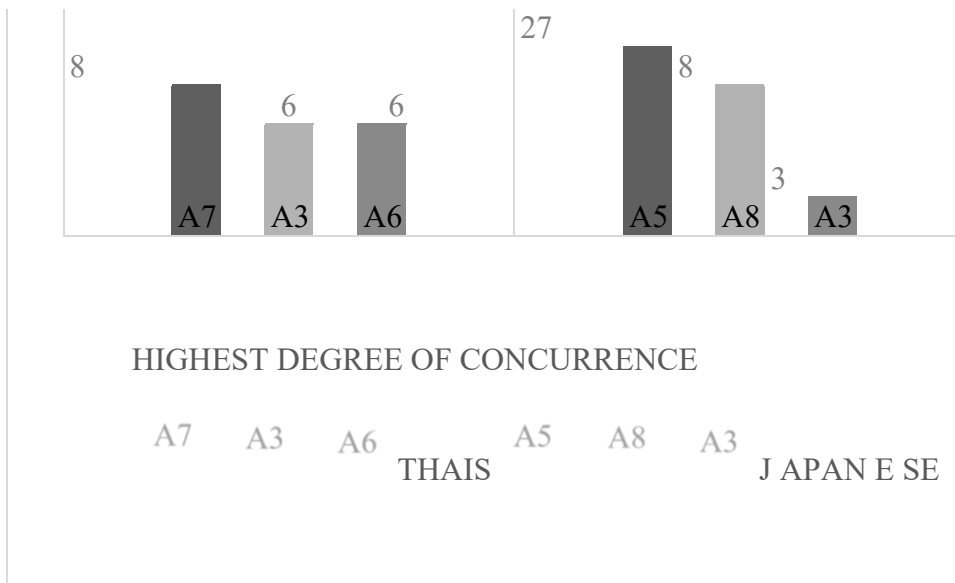 27
8 8
6 6
3
A7 A3 A6 A5 A8 A3
HIGHEST DEGREE OF CONCURRENCE
A7 A3 A6 A5 A8 A3
THAIS J APAN E SE